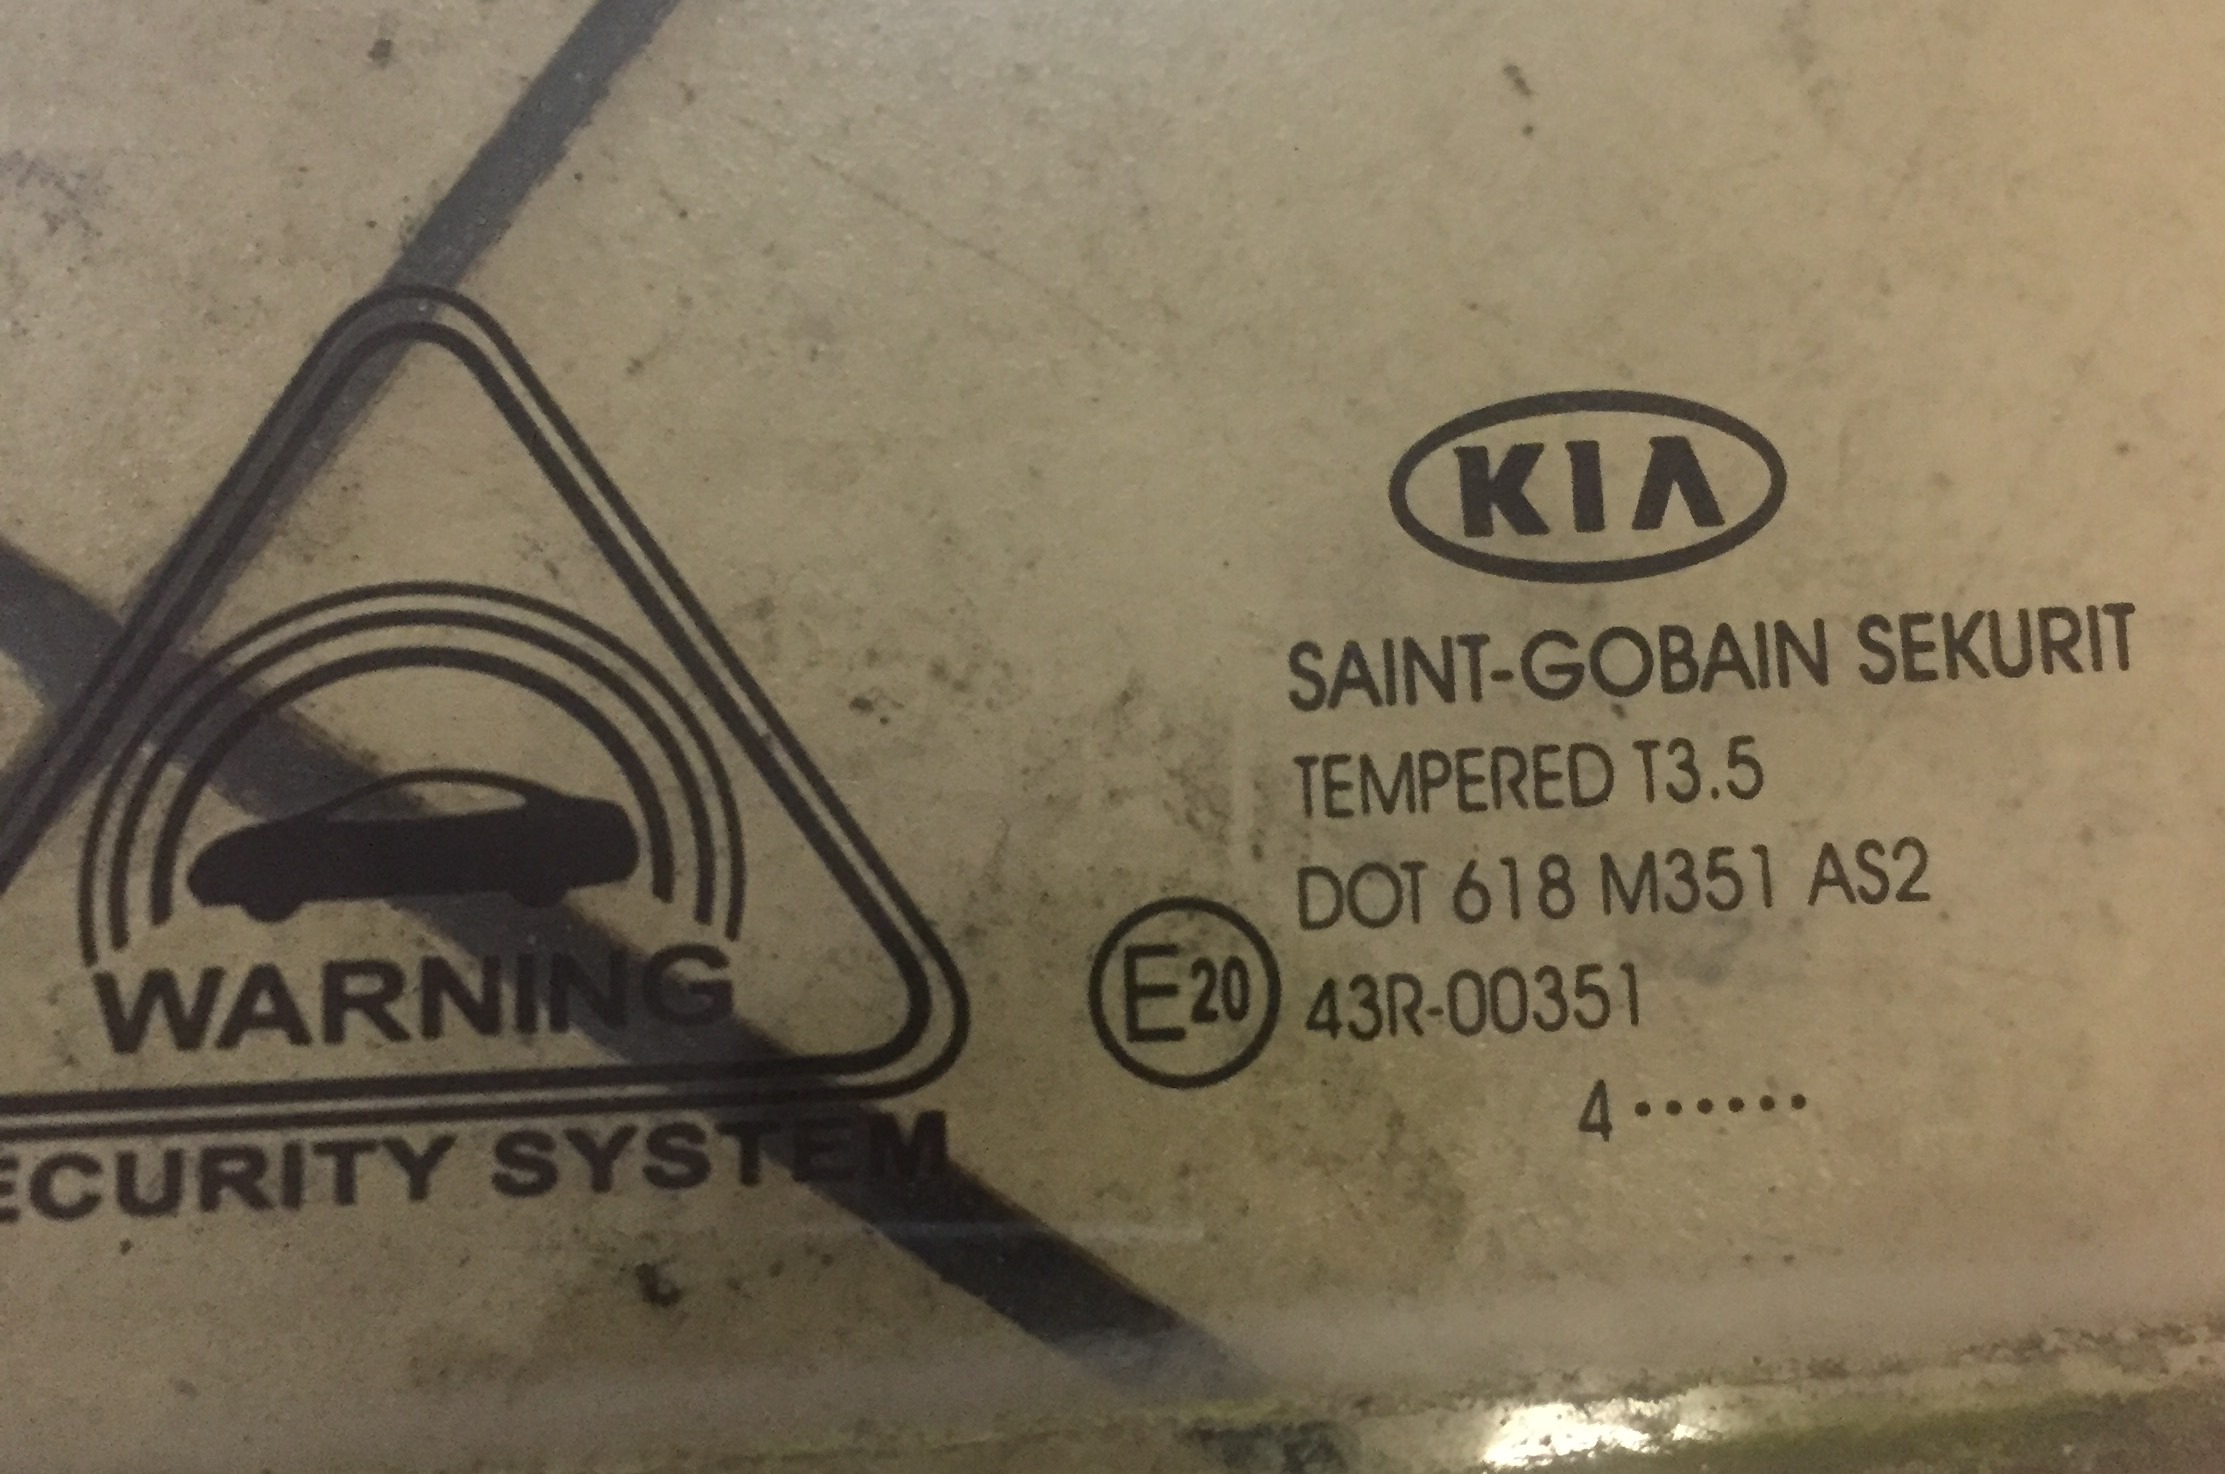 WARNING
ECURITY SYSTEM
KIA
SAINT-GOBAIN SEKURIT
TEMPERED T3.5
DOT 618 M351 AS2
E20 43R-00351
4 ······